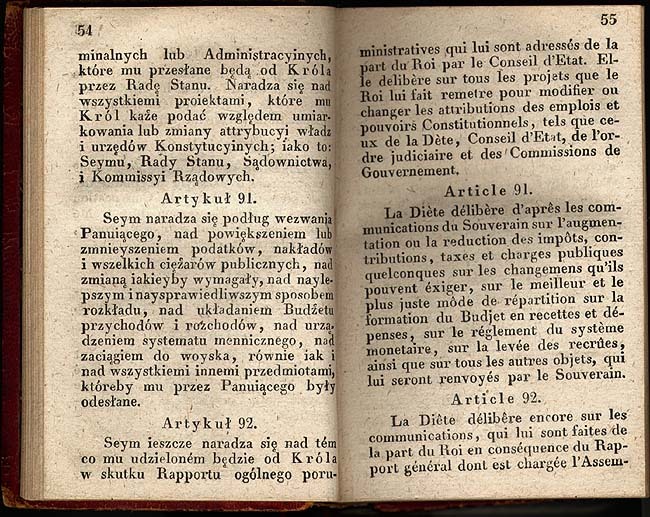 54
minalnych lub Administracyinych,
które mu przesłane będą od Króla
przez Radę Stanu. Naradza się nad
wszystkiemi proiektami, które mu
Król każe podać względem umiar-
kowania lub zmiany attrybucyi władz
i urzędów Konstytucyinych; iako to:
Seymu, Rady Stanu, Sądownictwa,
i Kommissyi Rządowych.
Artykuł 91.
Seym naradza się podług wezwania
Panuiącego, nad powiększeniem lub
zmnieyszeniem podatków, nakładów
i wszelkich ciężarów publicznych, nad
zmianą iakieyby wymagały, nad nayle-
pszym i naysprawiedliwszym sposobem
rozkładu, nad układaniem Budżetu
przychodów i rozchodów, nad urzą-
dzeniem systematu mennicznego, nad
zaciągiem do woyska, równie iak i
nad wszystkiemi innemi przedmiotami,
któreby mu przez Panuiącego były
odesłane.
Artykuł 92.
Seym ieszcze naradza się nad tém
co mu udzieloném będzie od Króla
w skutku Rapportu ogólnego poru-
55
ministratives qui lui sont adressés de la
part du Roi par le Conseil d'Etat. El-
le delibère sur tous les projets que le
Roi lui fait remetre pour modifier ou
changer les attributions des emplois et
pouvoirs Constitutionnels, tels que ce-
ux de la Dète, Conseil d'Etat, de l'or-
dre judiciaire et des Commissions de
Gouvernement.
Article 91.
La Diète délibère d'après les com-
munications du Souverain sur l'augmen-
tation ou la reduction des impôts, con-
tributions, taxes et charges publiques
quelconques sur les changemens qu'ils
pouvent éxiger, sur le meilleur et le
plus juste môde de répartition sur la
formation du Budjet en recettes et dé-
penses, sur le réglement du système
monetaire, sur la levée des recrûes,
ainsi que sur tous les autres objets, qui
lui seront renvoyés par le Souverain.
Article 92.
La Diête délibêre encore sur les
communications, qui lui sont faites de
la part du Roi en conséquence du Rap-
port général dont est chargée l'Assem-